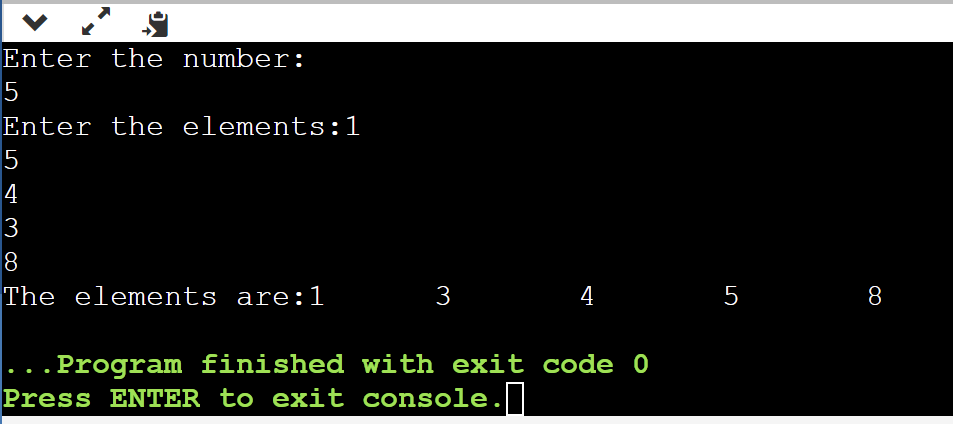 Enter the number:
5
Enter the elements:1
5
4
3
8
The elements are:1 3 4 5 8
...Program finished with exit code 0
Press ENTER to exit console.